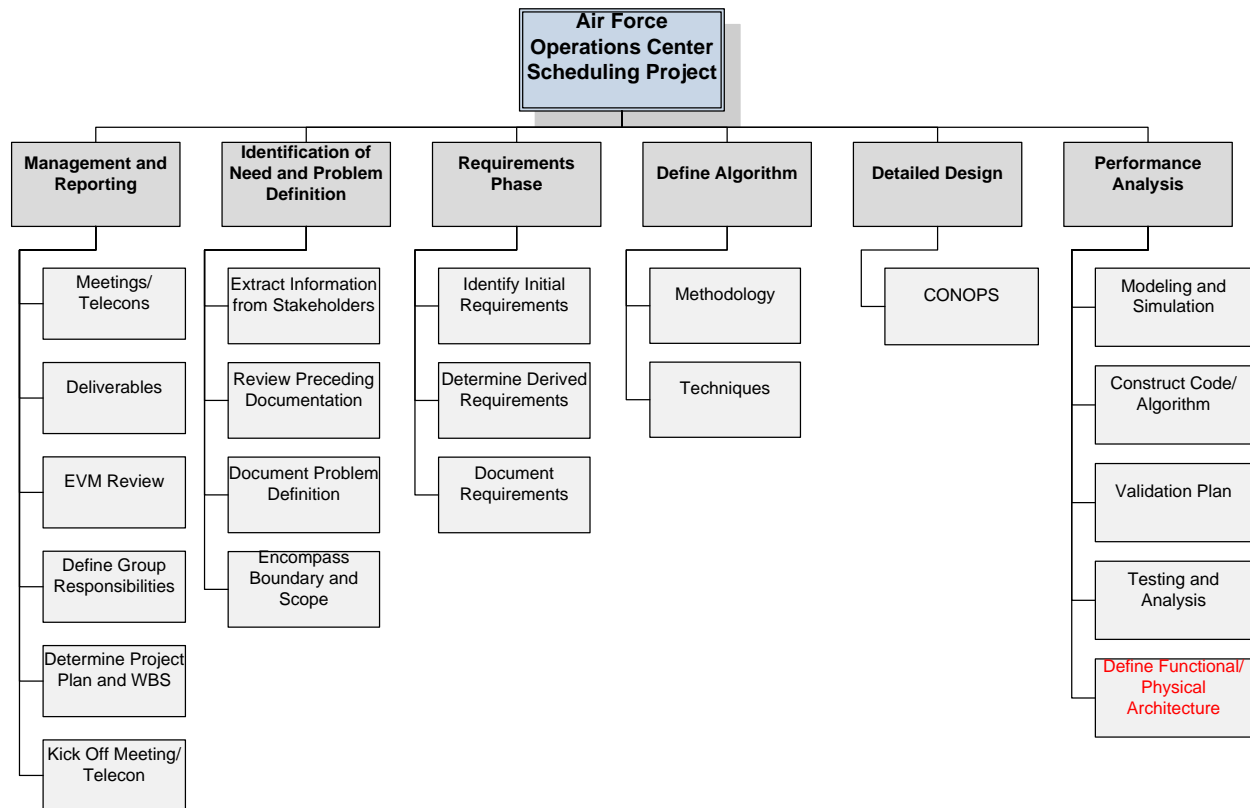 Air Force
Operations Center
Scheduling Project
Management and
Reporting
Identification of
Need and Problem
Definition
Requirements
Phase
Define Algorithm
Detailed Design
Performance
Analysis
Meetings/
Telecons
Deliverables
EVM Review
Define Group
Responsibilities
Determine Project
Plan and WBS
Kick Off Meeting/
Telecon
Extract Information
from Stakeholders
Review Preceding
Documentation
Document Problem
Definition
Encompass
Boundary and
Scope
Identify Initial
Requirements
Determine Derived
Requirements
Document
Requirements
Methodology
Techniques
CONOPS
Modeling and
Simulation
Construct Code/
Algorithm
Validation Plan
Testing and
Analysis
Define Functional/
Physical
Architecture